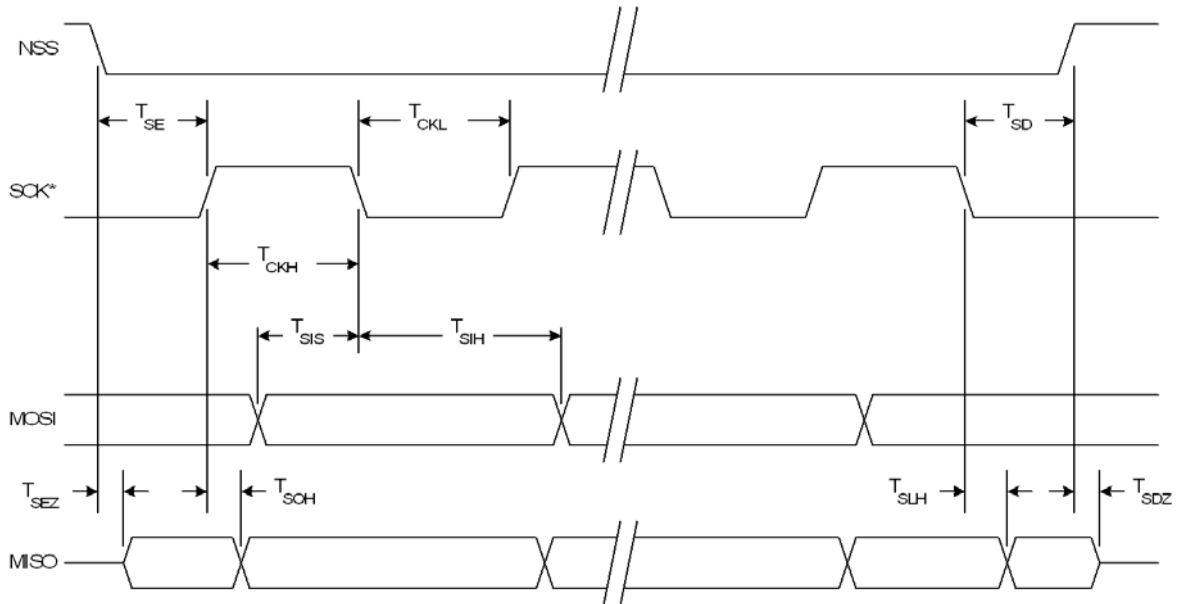 NSS
T_SE
T_CKL
T_SD
SCK*
T_CKH
T_SIS
T_SIH
MOSI
T_SEZ
T_SOH
T_SLH
T_SDZ
MISO